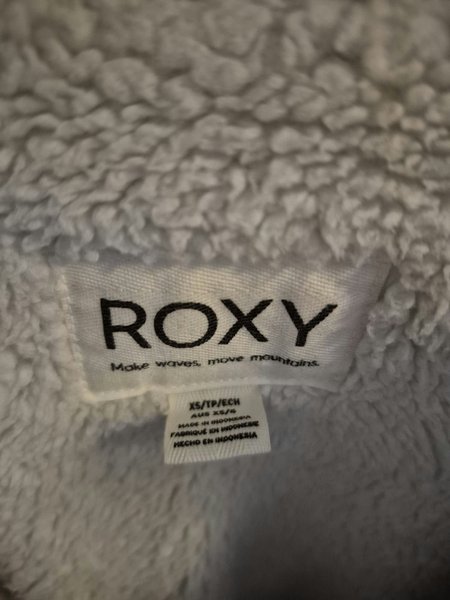 ROXY
Make waves, move mountains.
XS/TP/ECH
AUS XS/6
MADE IN INDONESIA
FABRIQUÉ EN INDONESIE
HECHO EN INDONESIA